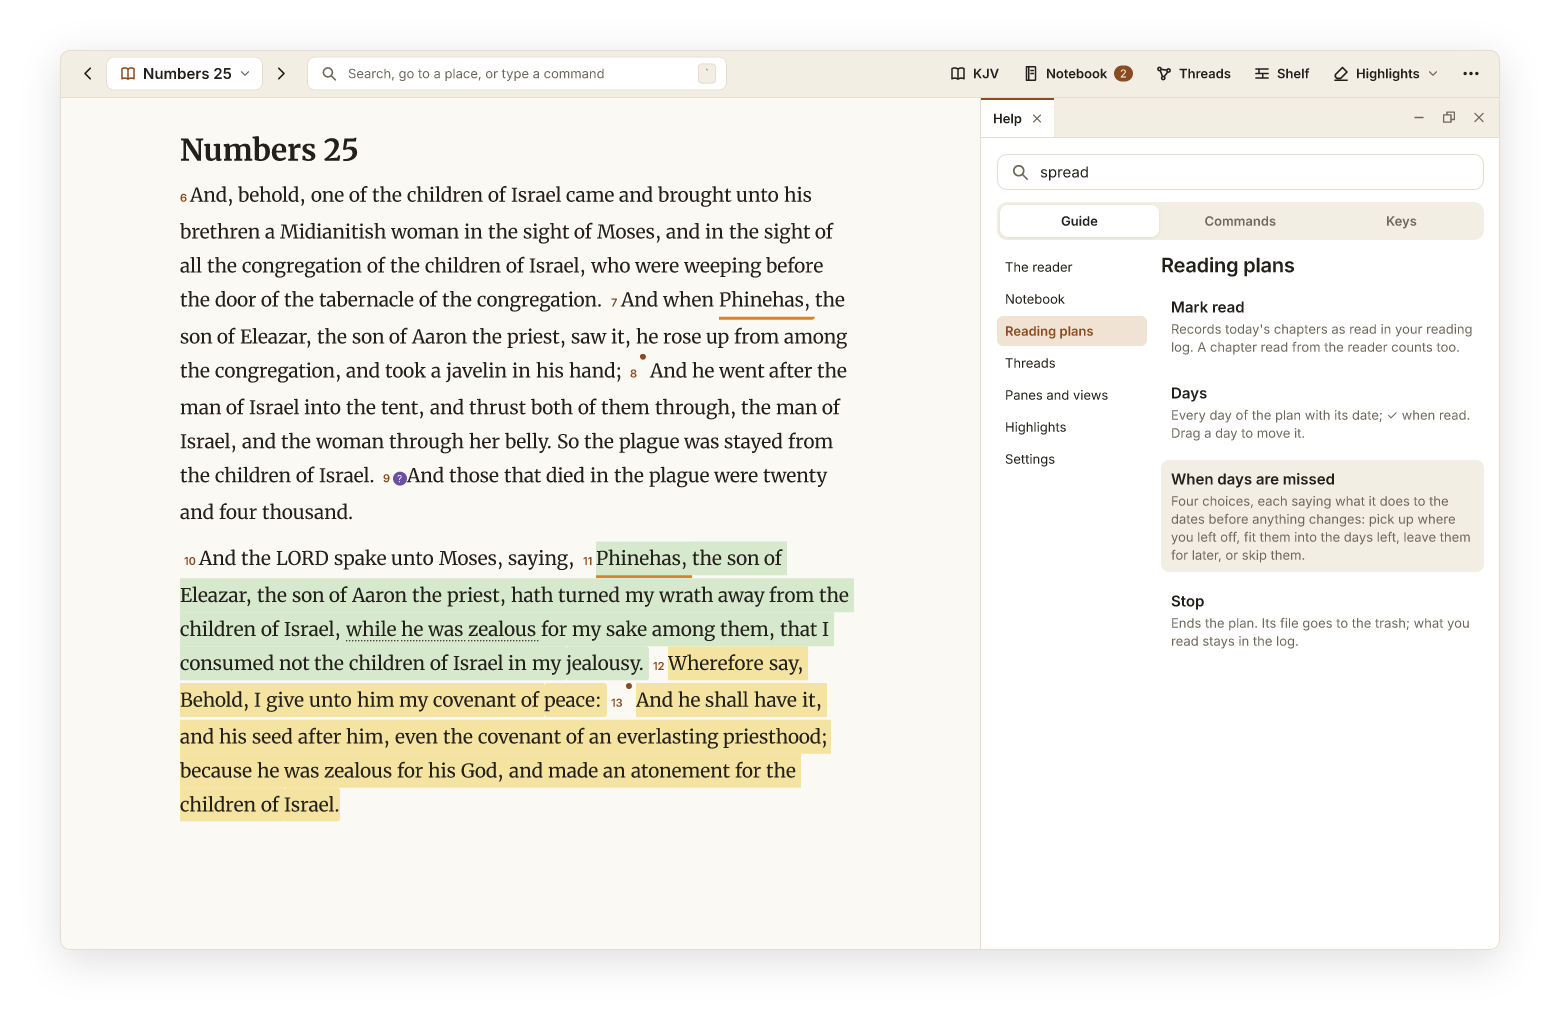 Numbers 25
Search, go to a place, or type a command
KJV
Notebook 2
Threads
Shelf
Highlights
Numbers 25
6 And, behold, one of the children of Israel came and brought unto his
brethren a Midianitish woman in the sight of Moses, and in the sight of
all the congregation of the children of Israel, who were weeping before
the door of the tabernacle of the congregation. 7 And when Phinehas, the
son of Eleazar, the son of Aaron the priest, saw it, he rose up from among
the congregation, and took a javelin in his hand; 8 And he went after the
man of Israel into the tent, and thrust both of them through, the man of
Israel, and the woman through her belly. So the plague was stayed from
the children of Israel. 9 ? And those that died in the plague were twenty
and four thousand.
10 And the LORD spake unto Moses, saying, 11 Phinehas, the son of
Eleazar, the son of Aaron the priest, hath turned my wrath away from the
children of Israel, while he was zealous for my sake among them, that I
consumed not the children of Israel in my jealousy. 12 Wherefore say,
Behold, I give unto him my covenant of peace: 13 And he shall have it,
and his seed after him, even the covenant of an everlasting priesthood;
because he was zealous for his God, and made an atonement for the
children of Israel.
Help
spread
Guide
Commands
Keys
The reader
Notebook
Reading plans
Threads
Panes and views
Highlights
Settings
Reading plans
Mark read
Records today's chapters as read in your reading
log. A chapter read from the reader counts too.
Days
Every day of the plan with its date; ✓ when read.
Drag a day to move it.
When days are missed
Four choices, each saying what it does to the
dates before anything changes: pick up where
you left off, fit them into the days left, leave them
for later, or skip them.
Stop
Ends the plan. Its file goes to the trash; what you
read stays in the log.